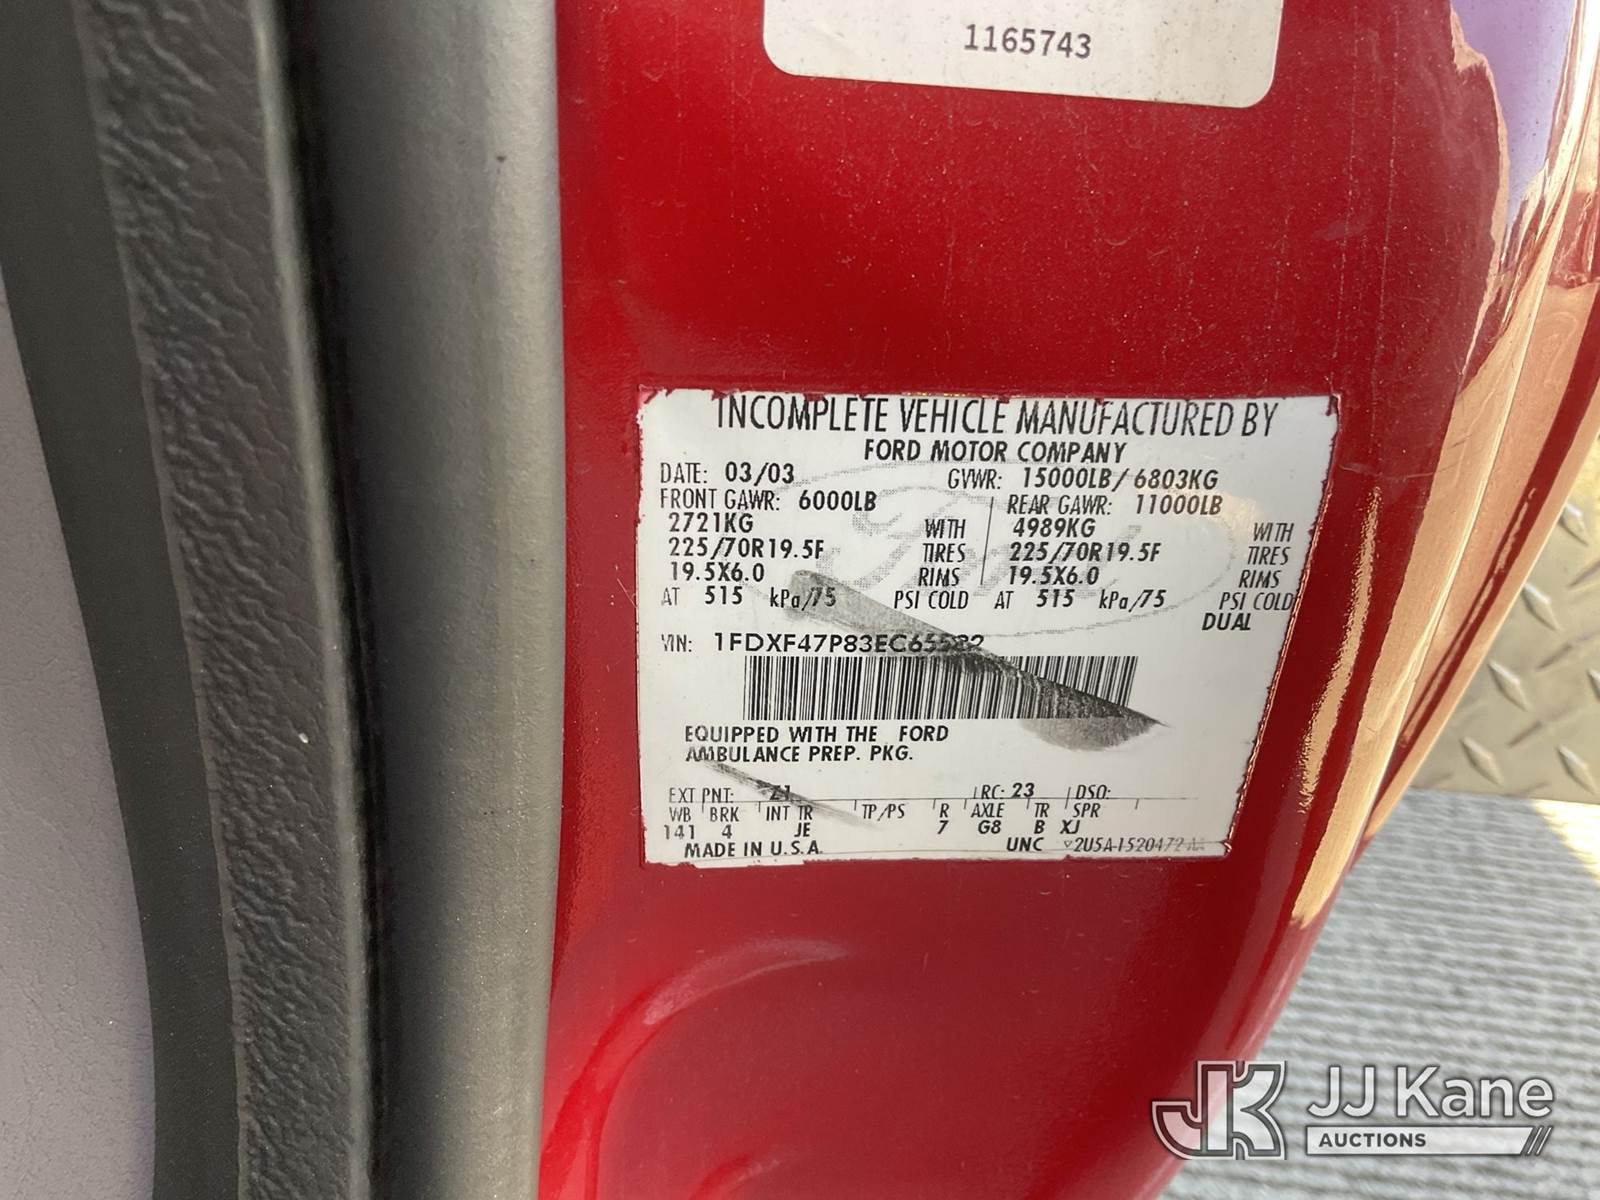 1165743
INCOMPLETE VEHICLE MANUFACTURED BY
FORD MOTOR COMPANY
DATE: 03/03 GVWR: 15000LB/ 6803KG
FRONT GAWR: 6000LB REAR GAWR: 11000LB
2721KG WITH 4989KG WITH
225/70R19.5F TIRES 225/70R19.5F TIRES
19.5X6.0 RIMS 19.5X6.0 RIMS
AT 515 kPa/75 PSI COLD AT 515 kPa/75 PSI COLD
DUAL
VIN: 1FDXF47P83EC65582
EQUIPPED WITH THE FORD
AMBULANCE PREP. PKG.
EXT PNT: Z1 RC: 23 DSO:
WB BRK INT TR TP/PS R AXLE TR SPR
141 4 JE 7 G8 B XJ
MADE IN U.S.A. UNC
Ford
JK JJ Kane
AUCTIONS